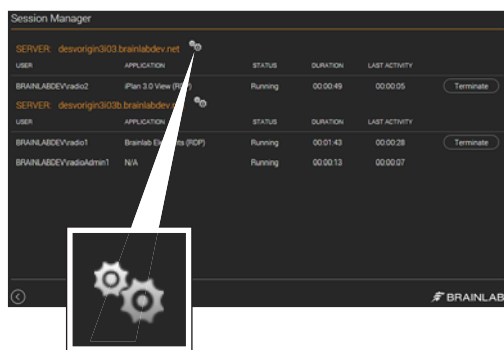 Session Manager
SERVER: desvorigin3i03.brainlabdev.net
USER APPLICATION STATUS DURATION LAST ACTIVITY
BRAINLABDEV\radio2 iPlan 3.0 View (RDP) Running 00:00:49 00:00:05 Terminate
SERVER: desvorigin3i03b.brainlabdev
USER APPLICATION STATUS DURATION LAST ACTIVITY
BRAINLABDEV\radio1 Brainlab (RDP) Running 00:01:43 00:00:28 Terminate
BRAINLABDEV\radioAdmin1 N/A Running 00:00:13 00:00:07
BRAINLAB